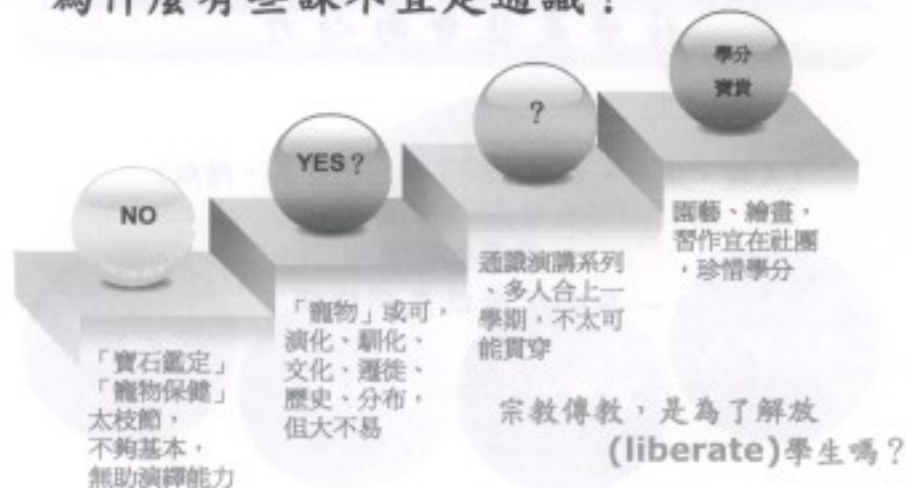 為什麼有些課不宜是通識？
NO
「寶石鑑定」
「寵物保健」
太枝節，
不夠基本，
無助演繹能力
YES？
「寵物」或可，
演化、馴化、
文化、遷徙、
歷史、分布，
但大不易
？
通識演講系列
、多人合上一
學期，不太可
能貫穿
學分
寶貴
園藝、繪畫，
習作宜在社團
，珍惜學分
宗教傳教，是為了解放
(liberate)學生嗎？